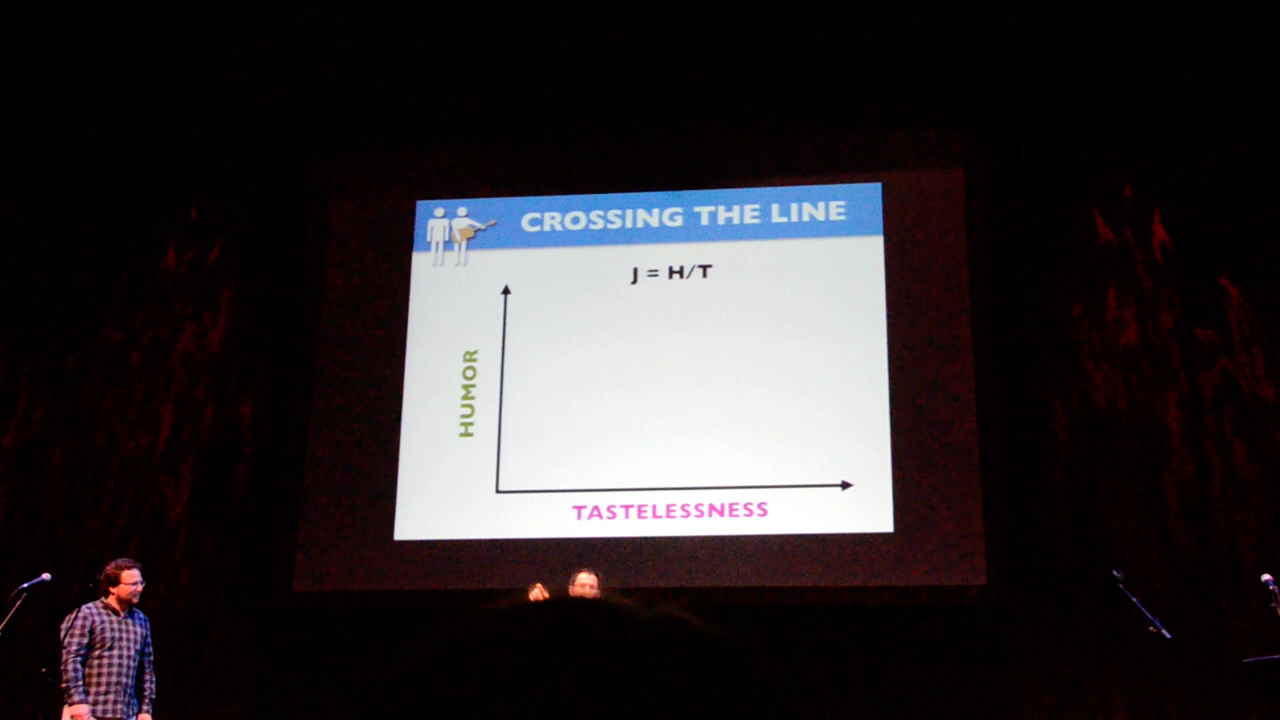 CROSSING THE LINE
J = H/T
HUMOR
TASTELESSNESS